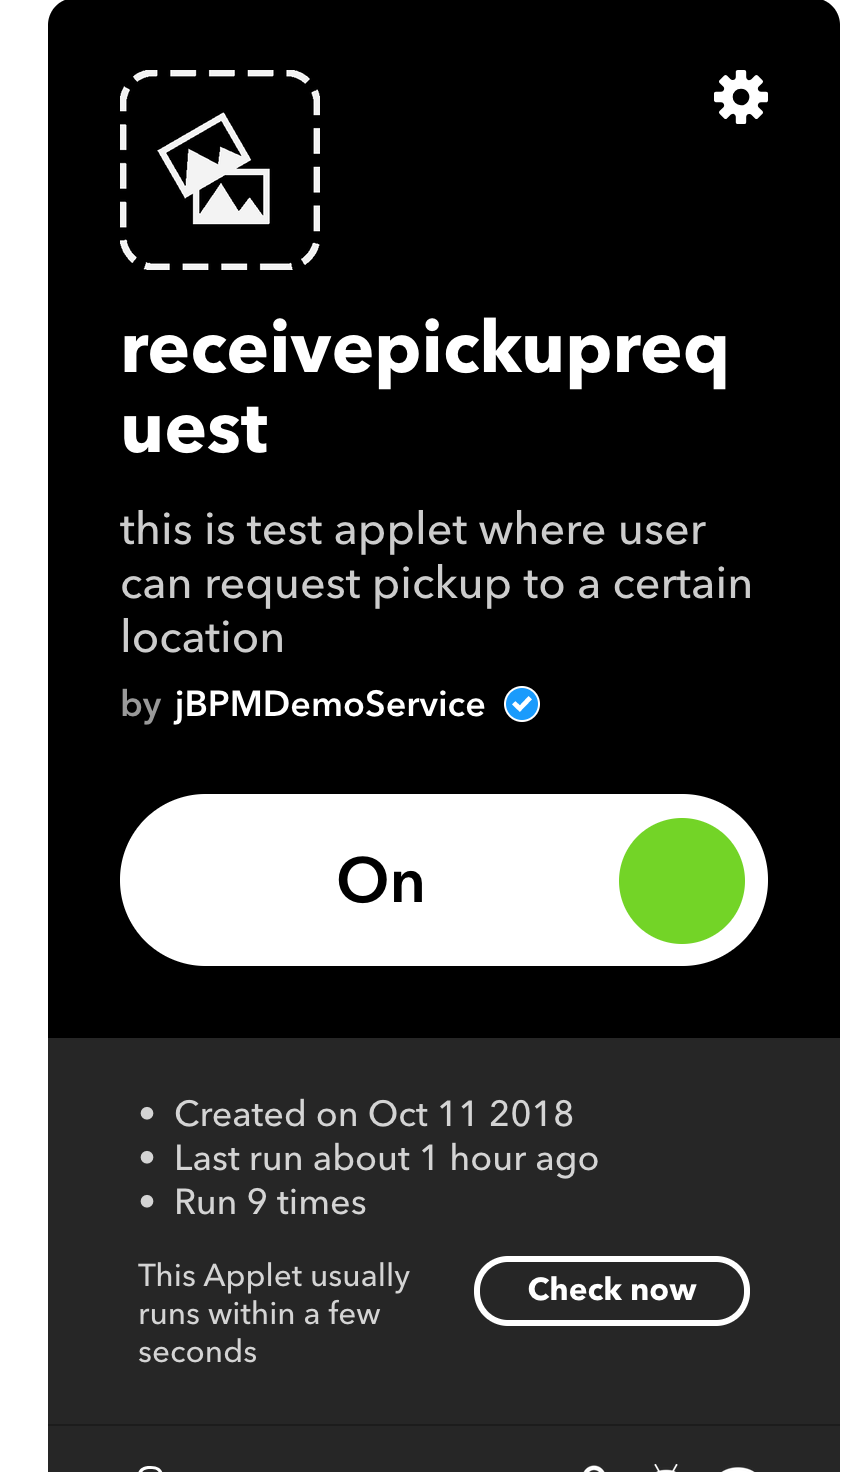 receivepickupreq
uest
this is test applet where user
can request pickup to a certain
location
by jBPMDemoService
On
• Created on Oct 11 2018
• Last run about 1 hour ago
• Run 9 times
This Applet usually
runs within a few
seconds
Check now